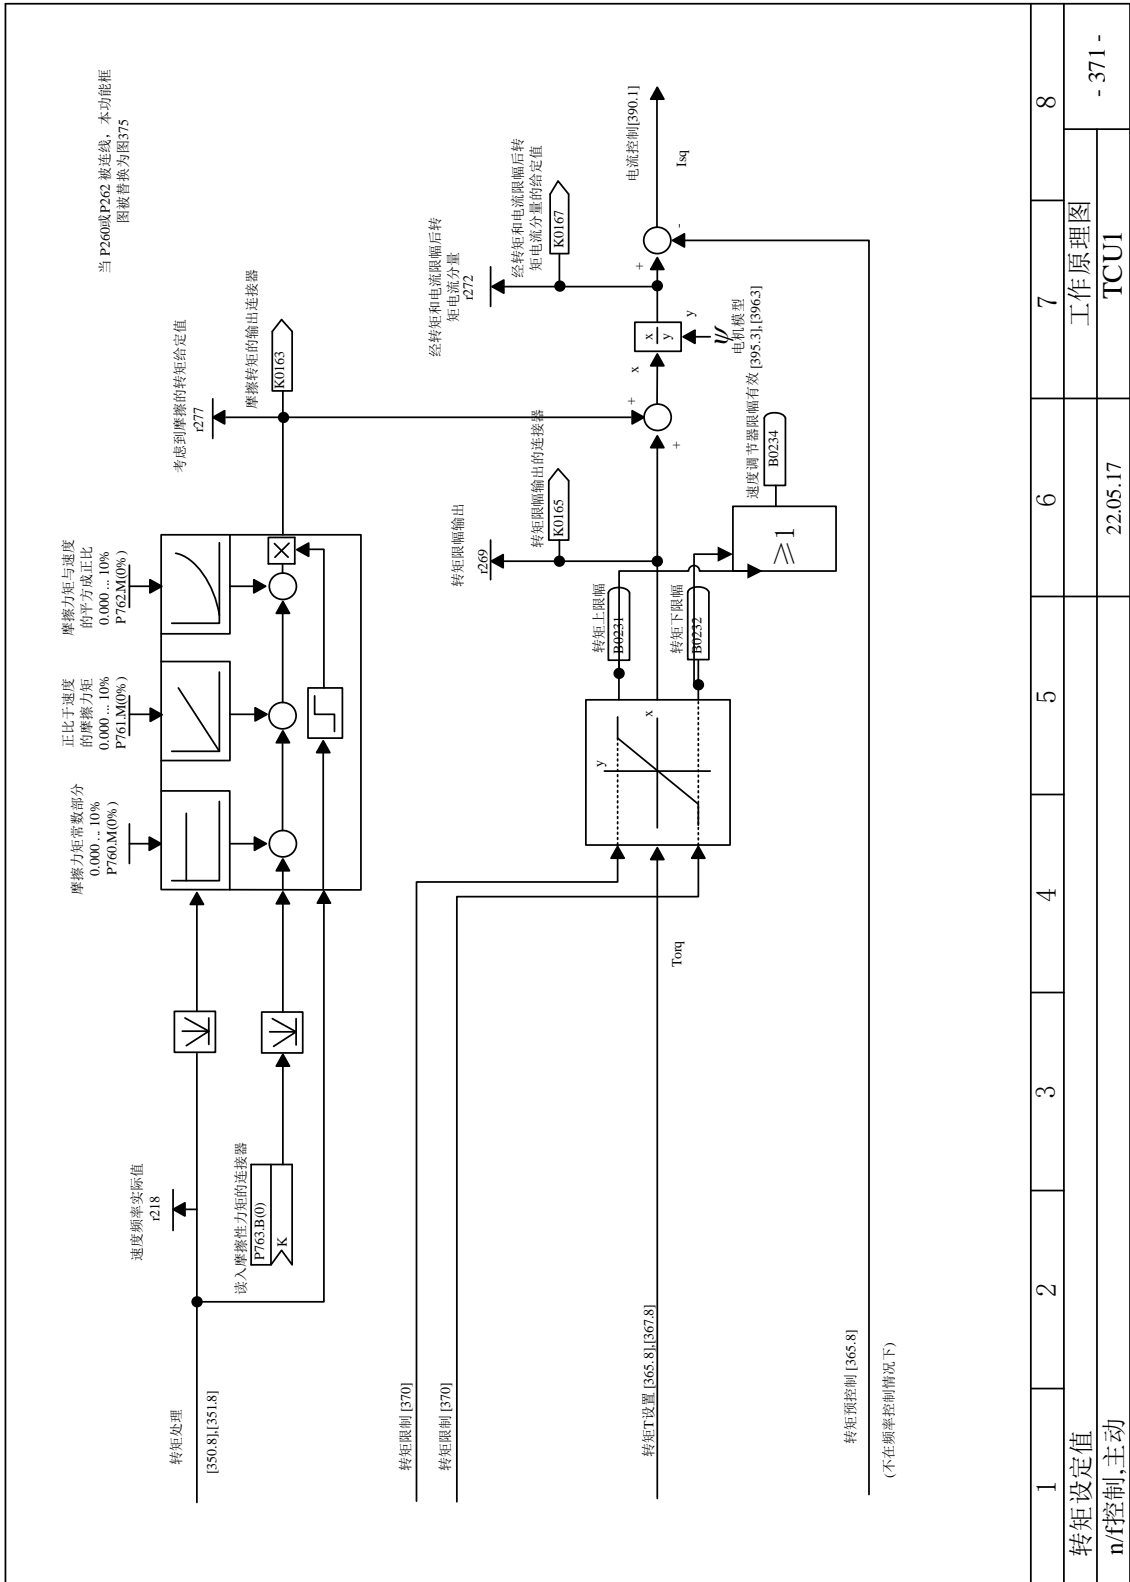 当 P260或P262 被连线，本功能框
图被替换为图375
摩擦力矩常数部分
0.000 ... 10%
P760.M(0%)
正比于速度
的摩擦力矩
0.000 ... 10%
P761.M(0%)
摩擦力矩与速度
的平方成正比
0.000 ... 10%
P762.M(0%)
速度频率实际值
r218
转矩处理
[350.8],[351.8]
读入摩擦性力矩的连接器
P763.B(0)
K
考虑到摩擦的转矩给定值
r277
摩擦转矩的输出连接器
K0163
转矩限制 [370]
转矩限制 [370]
转矩限幅输出
r269
转矩限幅输出的连接器
K0165
经转矩和电流限幅后转
矩电流分量
r272
经转矩和电流限幅后转
矩电流分量的给定值
K0167
转矩上限幅
B0231
转矩下限幅
B0232
y
x
转矩T设置 [365.8],[367.8]
Torq
+
+
x
x
y
y
ψ
电机模型
[395.3],[396.3]
+
-
电流控制[390.1]
Isq
≥1
速度调节器限幅有效
B0234
转矩预控制 [365.8]
(不在频率控制情况下)
1 2 3 4 5 6 7 8
转矩设定值
工作原理图
- 371 -
n/f控制,主动
22.05.17
TCU1